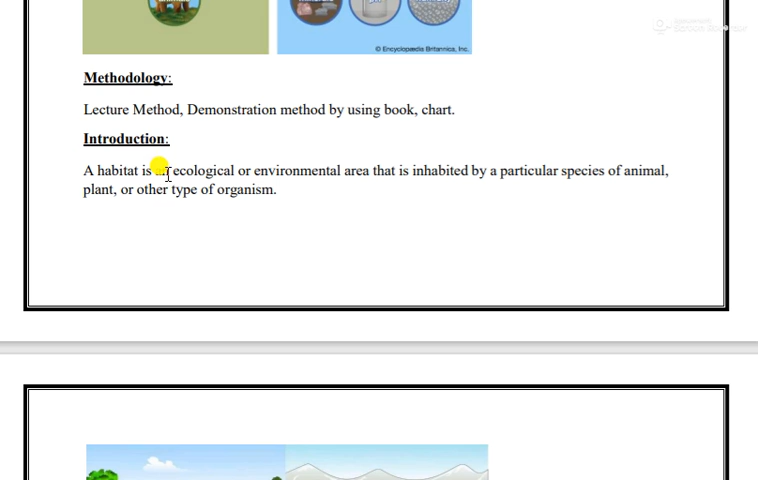 © Encyclopædia Britannica, Inc.
Methodology:
Lecture Method, Demonstration method by using book, chart.
Introduction:
A habitat is ecological or environmental area that is inhabited by a particular species of animal,
plant, or other type of organism.